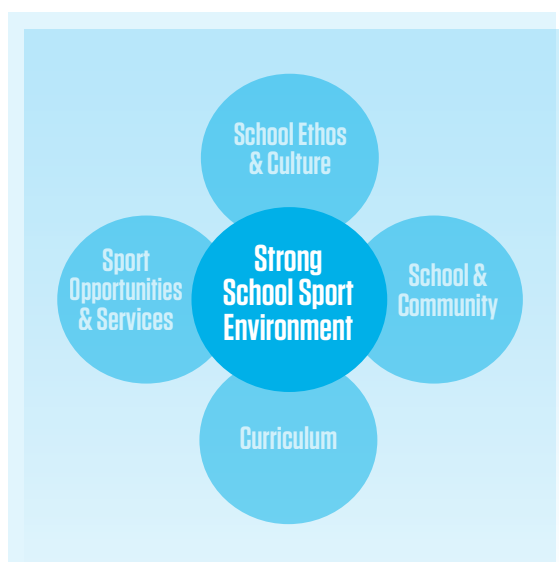 School Ethos
& Culture
Sport
Opportunities
& Services
Strong
School Sport
Environment
School &
Community
Curriculum